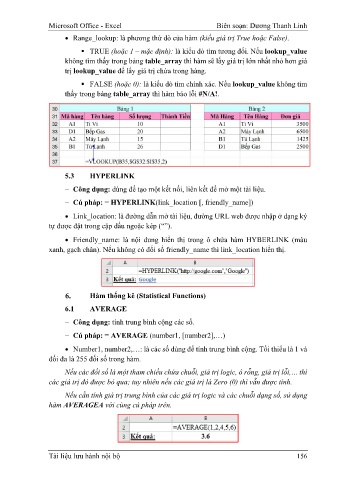 Microsoft Office - Excel Biên soạn: Dương Thanh Linh
• Range_lookup: là phương thức dò của hàm (kiểu giá trị True hoặc False).
▪ TRUE (hoặc 1 – mặc định): là kiểu dò tìm tương đối. Nếu lookup_value
không tìm thấy trong bảng table_array thì hàm sẽ lấy giá trị lớn nhất nhỏ hơn giá
trị lookup_value để lấy giá trị chứa trong hàng.
▪ FALSE (hoặc 0): là kiểu dò tìm chính xác. Nếu lookup_value không tìm
thấy trong bảng table_array thì hàm báo lỗi #N/A!.
30 Bảng 1 Bảng 2
31 Mã hàng Tên hàng Số lượng Thành Tiền Mã Hàng Tên Hàng Đơn giá
32 A1 Ti Vi 10 A1 Ti Vi 3500
33 D1 Bếp Gas 20 A2 Máy Lạnh 6500
34 A2 Máy Lạnh 15 B1 Tủ Lạnh 1425
35 B1 Tủ Lạnh 26 D1 Bếp Gas 2500
36
37 =VLOOKUP(B35,$G$32:$I$35,2)
5.3 HYPERLINK
– Công dụng: dùng để tạo một kết nối, liên kết để mở một tài liệu.
– Cú pháp: = HYPERLINK(link_location [, friendly_name])
• Link_location: là đường dẫn mở tài liệu, đường URL web được nhập ở dạng ký
tự được đặt trong cặp dấu ngoặc kép (“”).
• Friendly_name: là nội dung hiển thị trong ô chứa hàm HYBERLINK (màu
xanh, gạch chân). Nếu không có đối số friendly_name thì link_location hiển thị.
A B
2 =HYPERLINK("http://google.com","Google")
3 Kết quả: Google
6. Hàm thống kê (Statistical Functions)
6.1 AVERAGE
– Công dụng: tính trung bình cộng các số.
– Cú pháp: = AVERAGE (number1, [number2],…)
• Number1, number2,…: là các số dùng để tính trung bình cộng. Tối thiểu là 1 và
tối đa là 255 đối số trong hàm.
Nếu các đối số là một tham chiếu chứa chuỗi, giá trị logic, ô rỗng, giá trị lỗi,… thì
các giá trị đó được bỏ qua; tuy nhiên nếu các giá trị là Zero (0) thì vẫn được tính.
Nếu cần tính giá trị trung bình của các giá trị logic và các chuỗi dạng số, sử dụng
hàm AVERAGEA với cùng cú pháp trên.
A B
2 =AVERAGE(1,2,4,5,6)
3 Kết quả: 3.6
Tài liệu lưu hành nội bộ 156